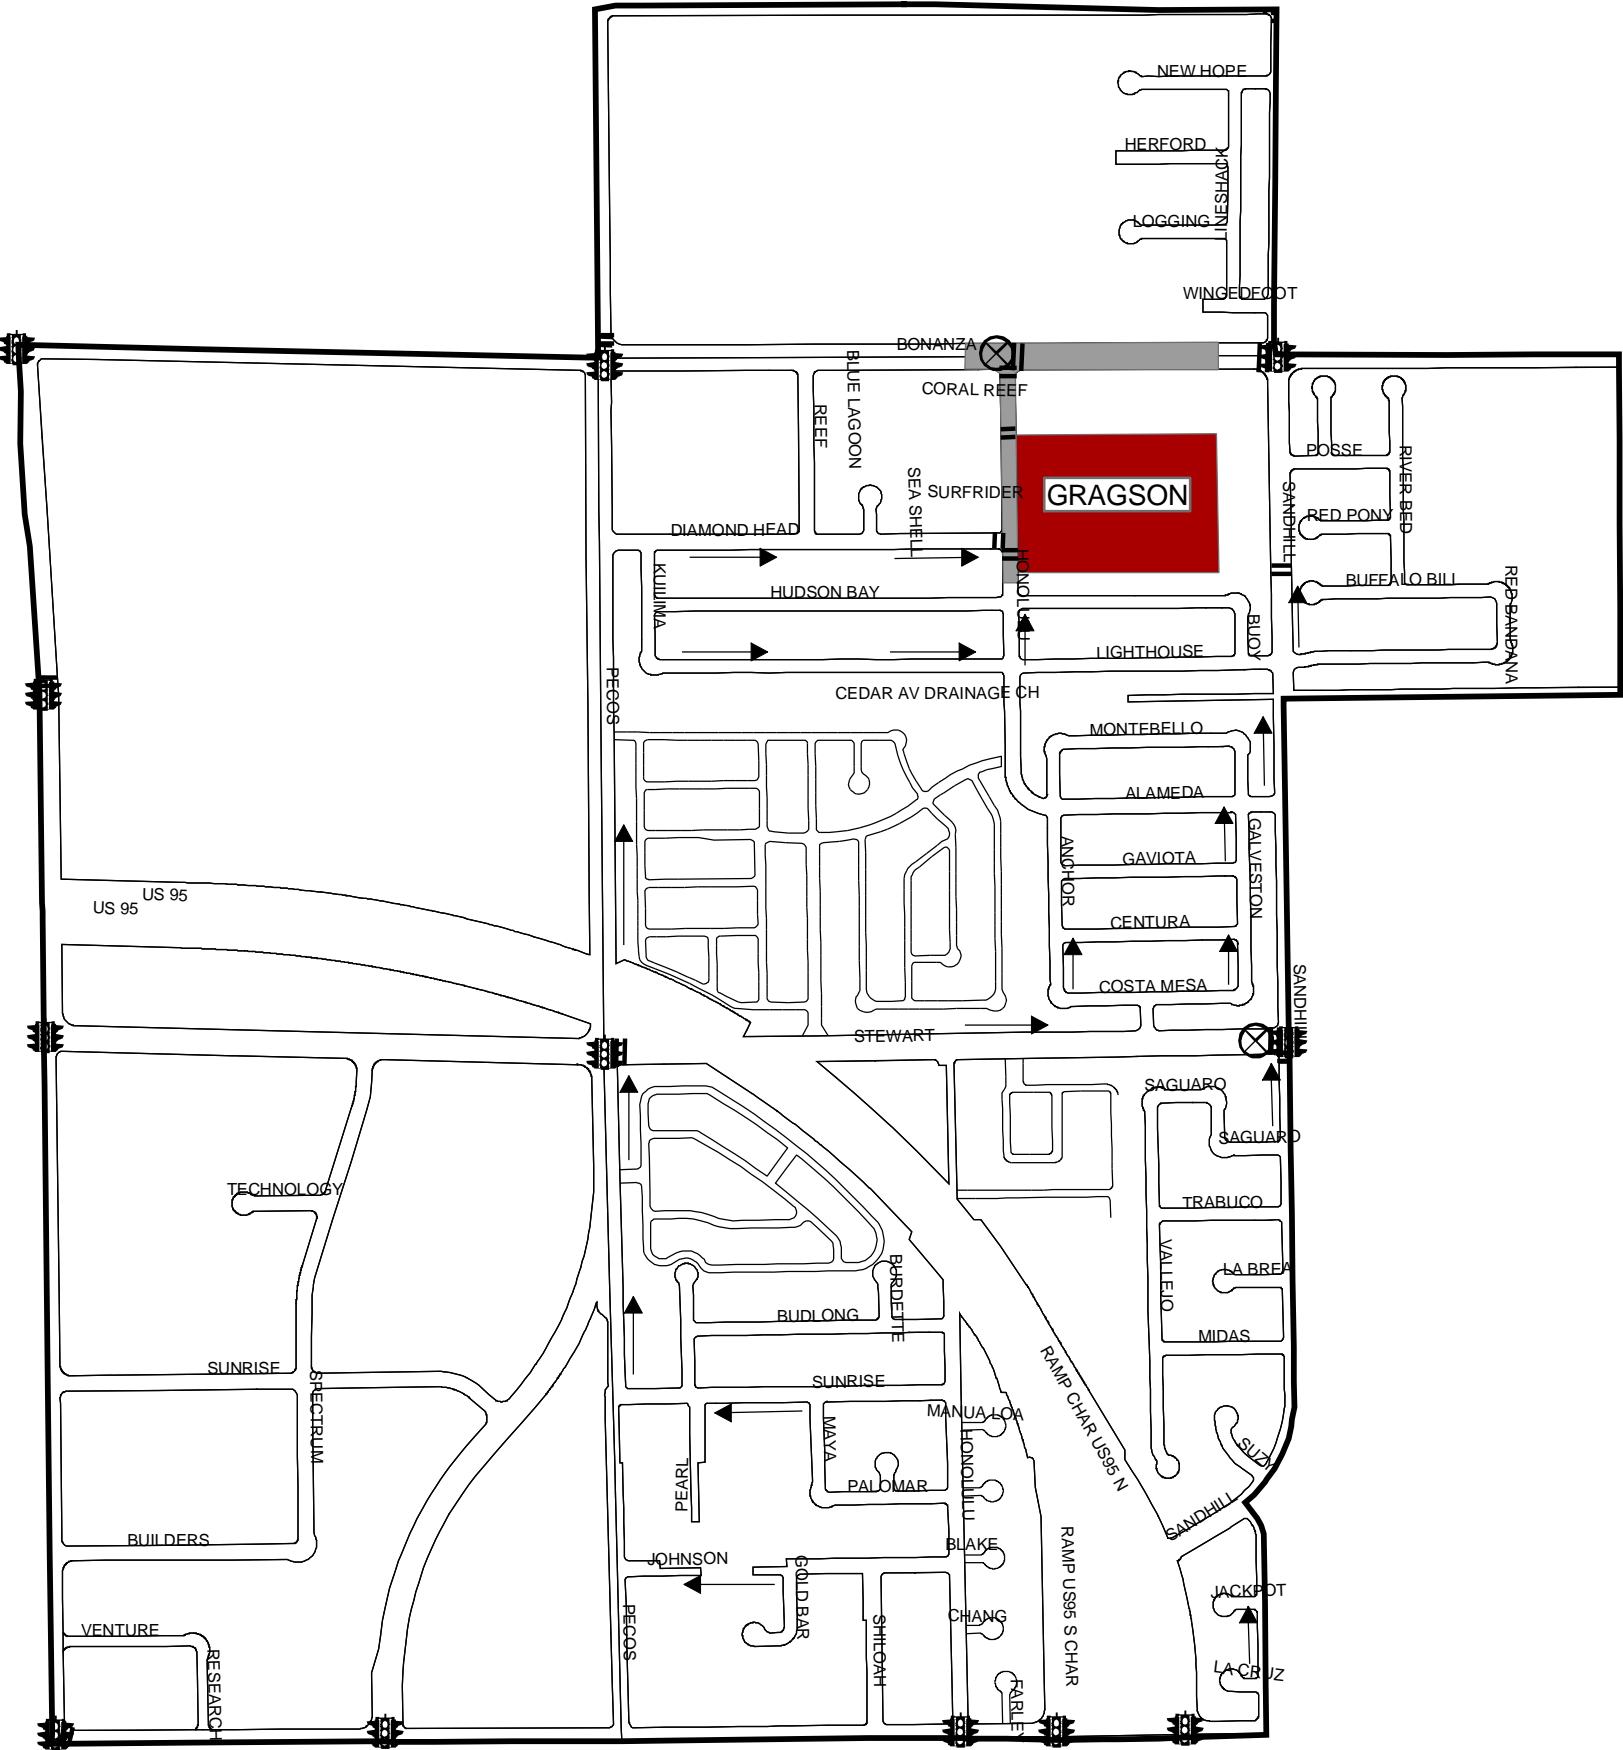 NEW HOPE
HERFORD
LINESHACK
LOGGING
WINGEDFOOT
BONANZA
BLUE LAGOON
CORAL REEF
REEF
POSSE
RIVER BED
SEA SHELL
SURFRIDER
GRAGSON
SANDHILL
RED PONY
DIAMOND HEAD
KUILIMA
HUDSON BAY
HONOLULU
BUFFALO BILL
RED BANDANA
BUOY
LIGHTHOUSE
PECOS
CEDAR AV DRAINAGE CH
MONTEBELLO
ALAMEDA
ANCHOR
GAVIOTA
GALVESTON
US 95
US 95
CENTURA
COSTA MESA
SANDHILL
STEWART
SAGUARO
SAGUARO
TECHNOLOGY
TRABUCO
VALLEJO
LA BREA
BURDETTE
BUDLONG
MIDAS
SUNRISE
SPECTRUM
SUNRISE
RAMP CHAR US95 N
MANUA LOA
MAYA
HONOLULU
SUZY
PEARL
PALOMAR
SANDHILL
BUILDERS
JOHNSON
BLAKE
GOLD BAR
RAMP US95 S CHAR
JACKPOT
CHANG
PECOS
SHILOAH
VENTURE
RESEARCH
LA CRUZ
FARLEY